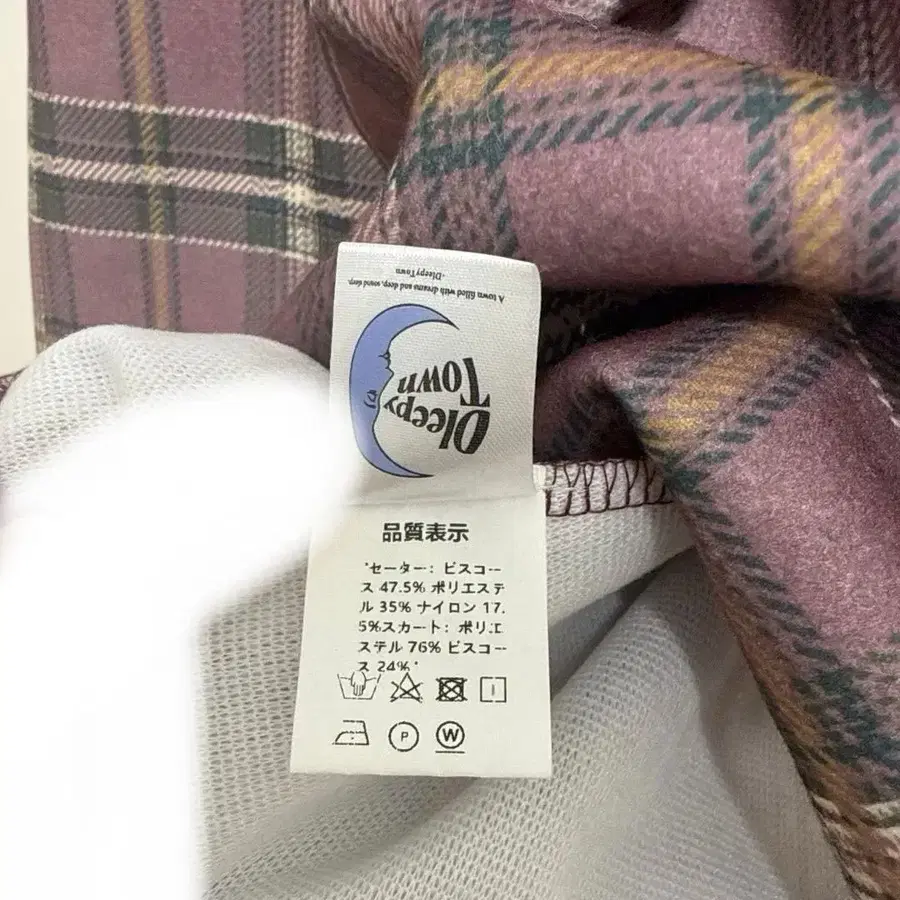 A town filled with dreams and deep, sound sleep.
-DleepyTown
Dleepy
Town
品質表示
'セーター: ビスコー
ス 47.5% ポリエステ
ル 35% ナイロン 17.
5%スカート: ポリエ
ステル 76% ビスコー
ス 24%'
P
W